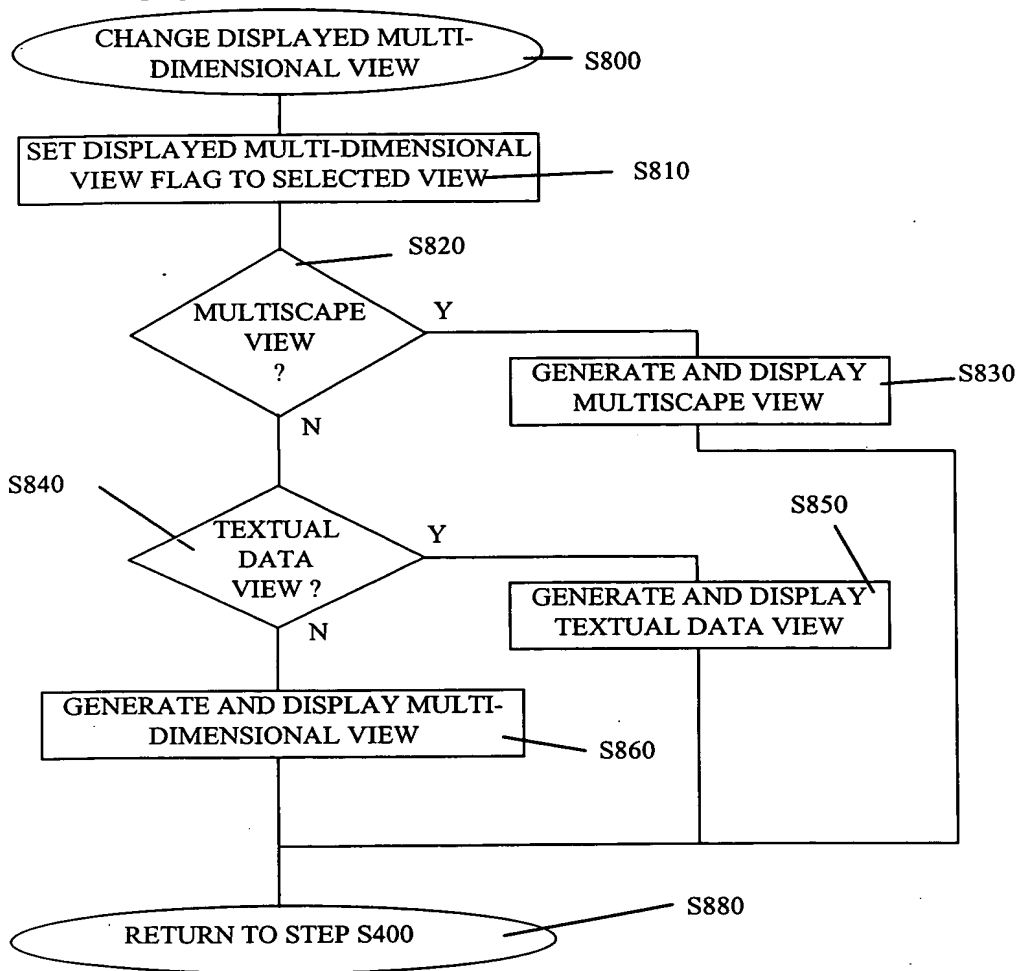 CHANGE DISPLAYED MULTI-
DIMENSIONAL VIEW
S800
SET DISPLAYED MULTI-DIMENSIONAL
VIEW FLAG TO SELECTED VIEW
S810
S820
MULTISCAPE
VIEW
?
Y
N
GENERATE AND DISPLAY
MULTISCAPE VIEW
S830
S840
TEXTUAL
DATA
VIEW ?
Y
N
S850
GENERATE AND DISPLAY
TEXTUAL DATA VIEW
GENERATE AND DISPLAY MULTI-
DIMENSIONAL VIEW
S860
RETURN TO STEP S400
S880